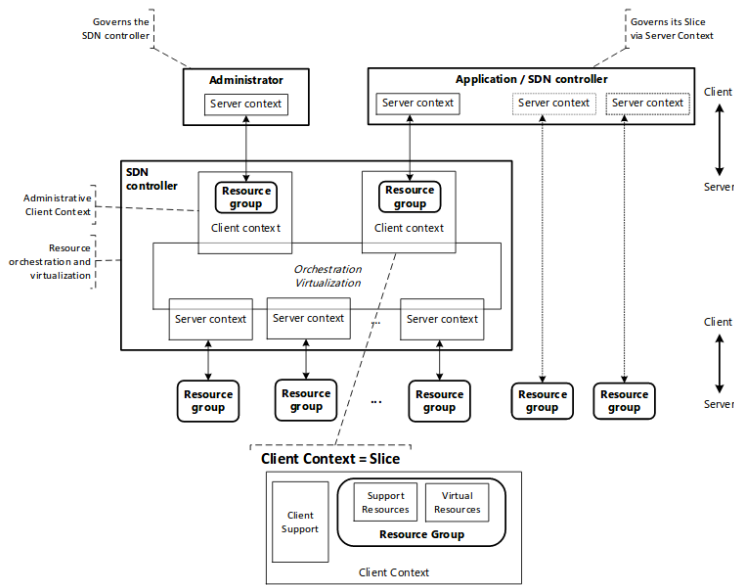 Governs the
SDN controller
Governs its Slice
via Server Context
Administrator
Server context
Application / SDN controller
Server context
Server context
Server context
Client
Server
SDN
controller
Resource
group
Client context
Resource
group
Client context
Administrative
Client Context
Resource
orchestration and
virtualization
Orchestration
Virtualization
Server context
Server context
...
Server context
Client
Server
Resource
group
Resource
group
...
Resource
group
Resource
group
Resource
group
Client Context = Slice
Client
Support
Support
Resources
Virtual
Resources
Resource Group
Client Context